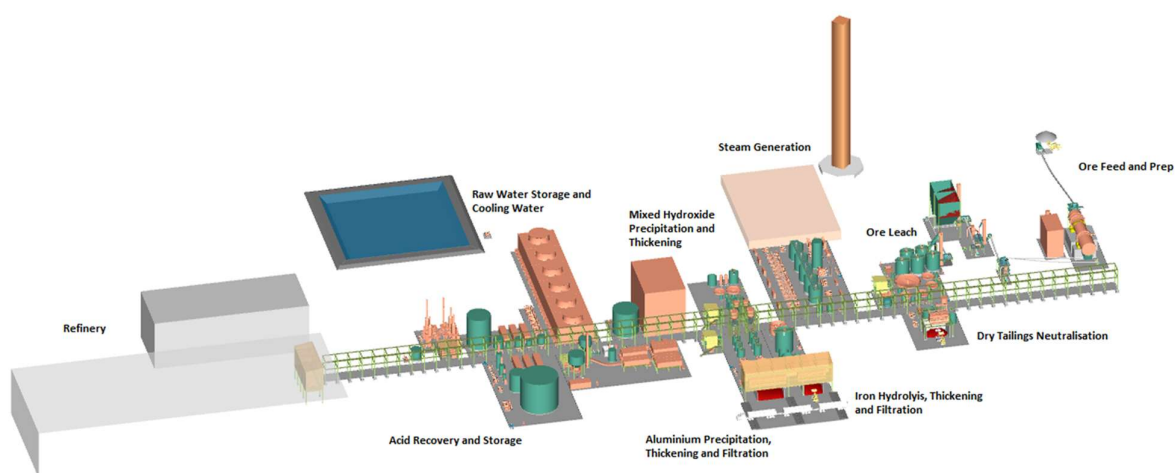 Steam Generation
Ore Feed and Prep
Raw Water Storage and
Cooling Water
Mixed Hydroxide
Precipitation and
Thickening
Ore Leach
Refinery
Dry Tailings Neutralisation
Iron Hydrolyis, Thickening
and Filtration
Acid Recovery and Storage
Aluminium Precipitation,
Thickening and Filtration